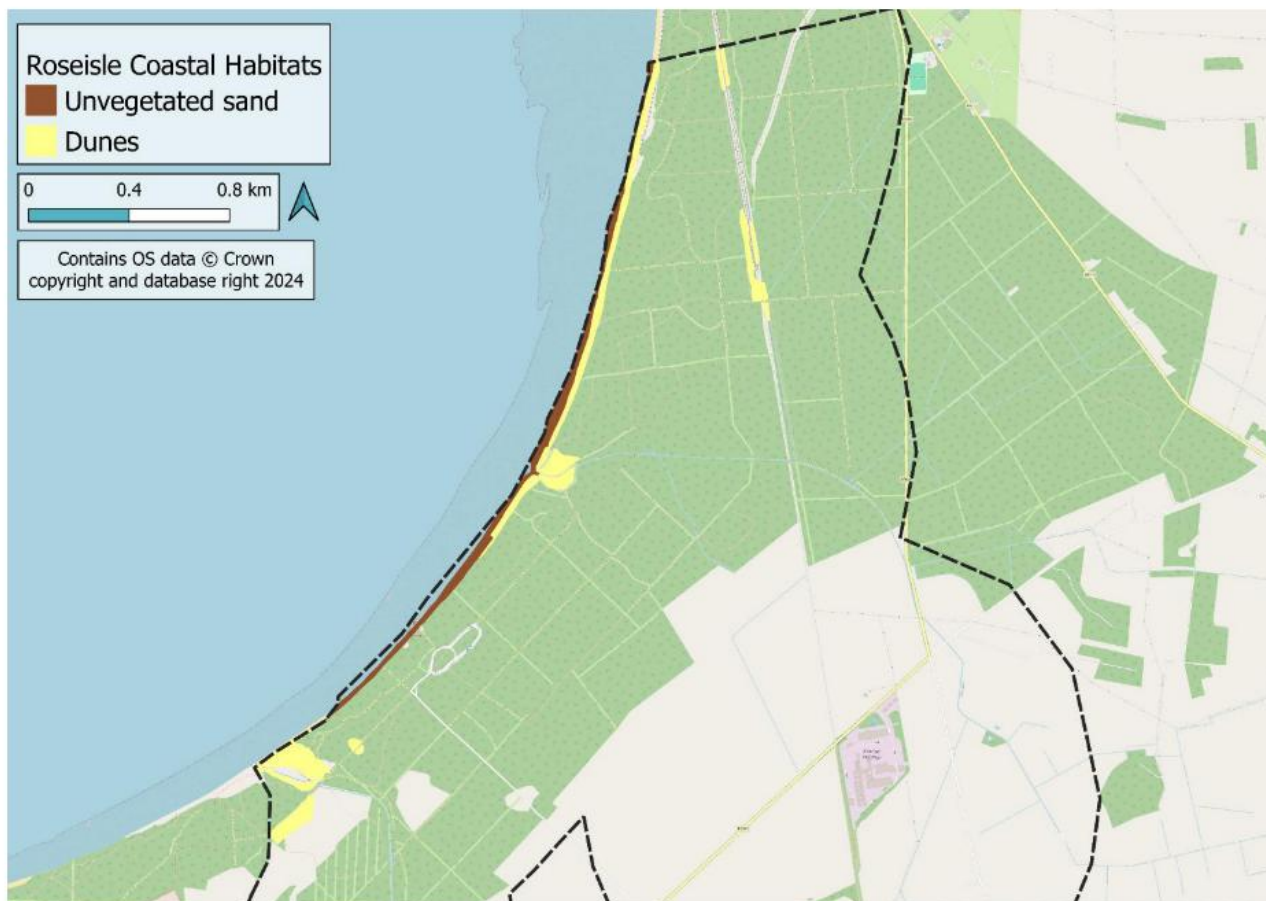 Roseisle Coastal Habitats
Unvegetated sand
Dunes
0 0.4 0.8 km
Contains OS data © Crown
copyright and database right 2024